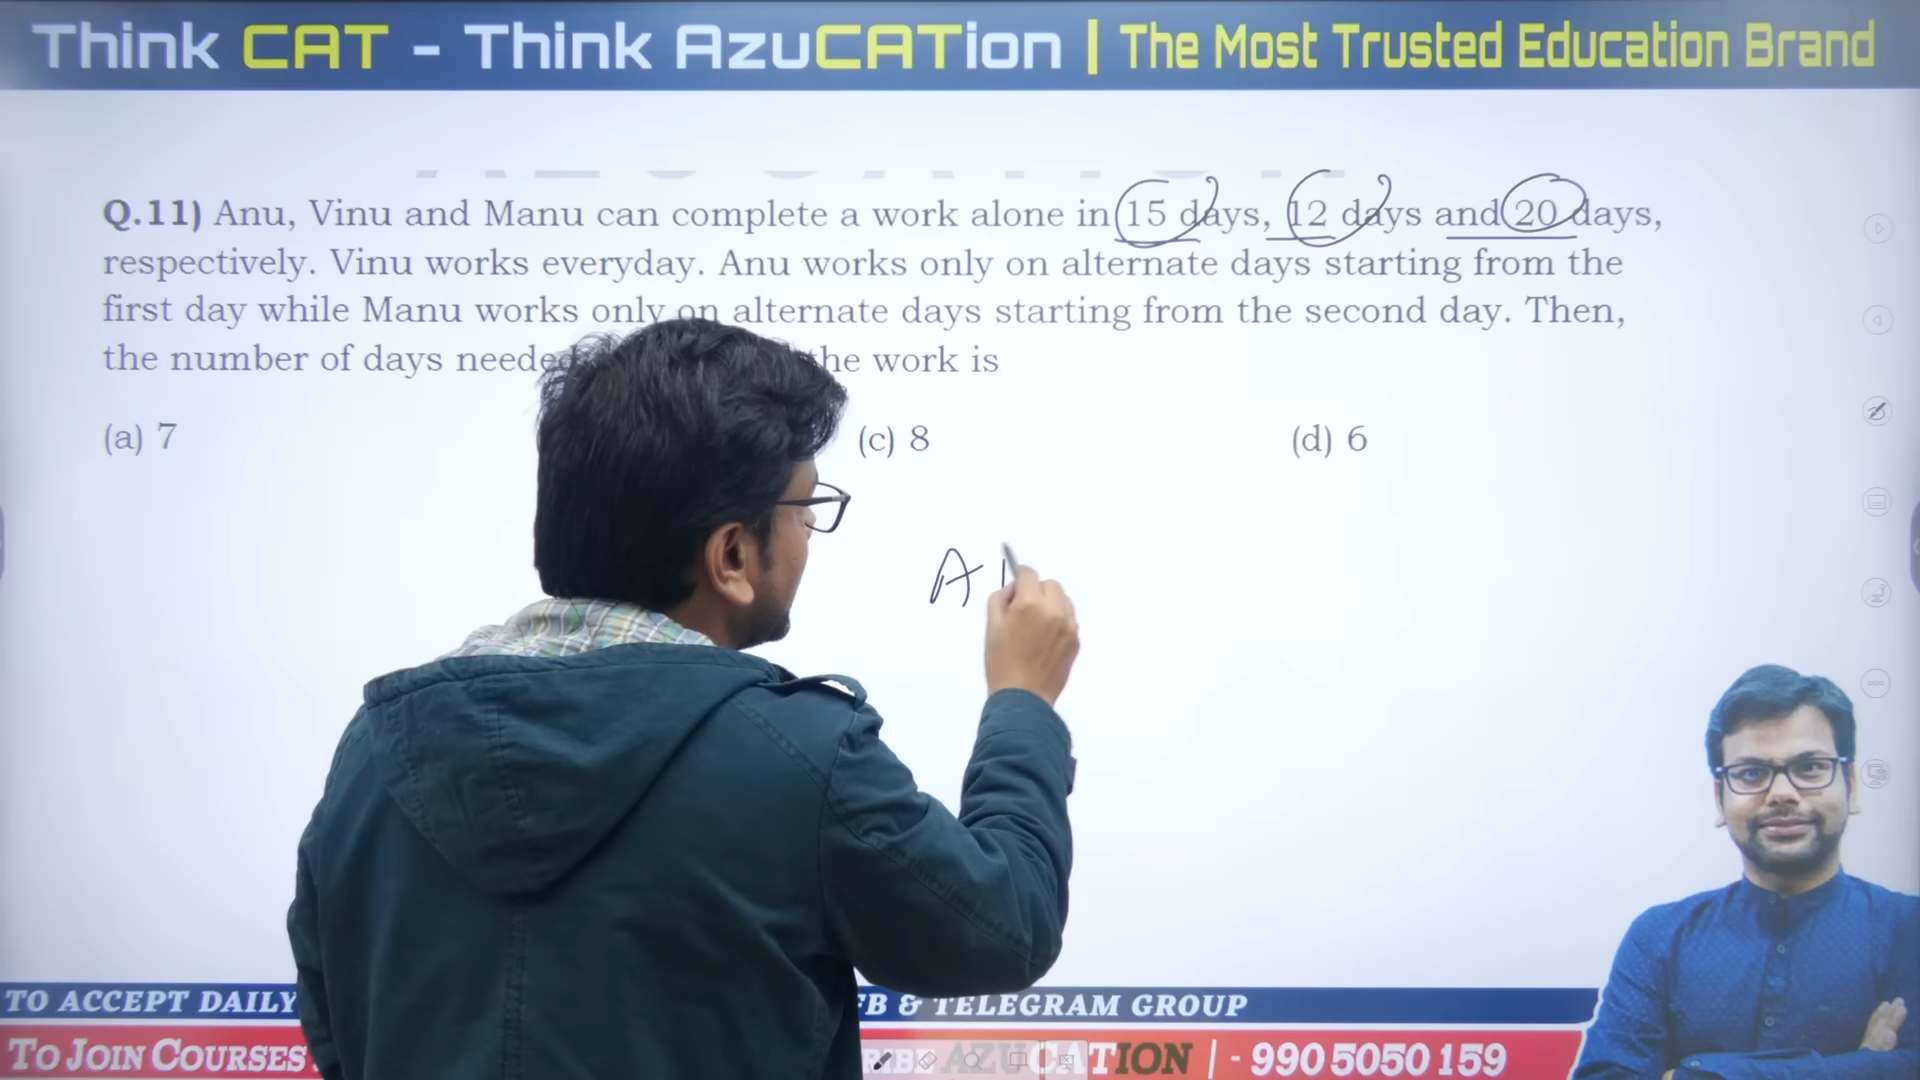 Think CAT - Think AzuCATion | The Most Trusted Education Brand
Q.11) Anu, Vinu and Manu can complete a work alone in 15 days, 12 days and 20 days,
respectively. Vinu works everyday. Anu works only on alternate days starting from the
first day while Manu works only on alternate days starting from the second day. Then,
the number of days needed the work is
(a) 7 (c) 8 (d) 6
A
TO ACCEPT DAILY FB & TELEGRAM GROUP
TO JOIN COURSES AZUCATION | - 990 5050 159